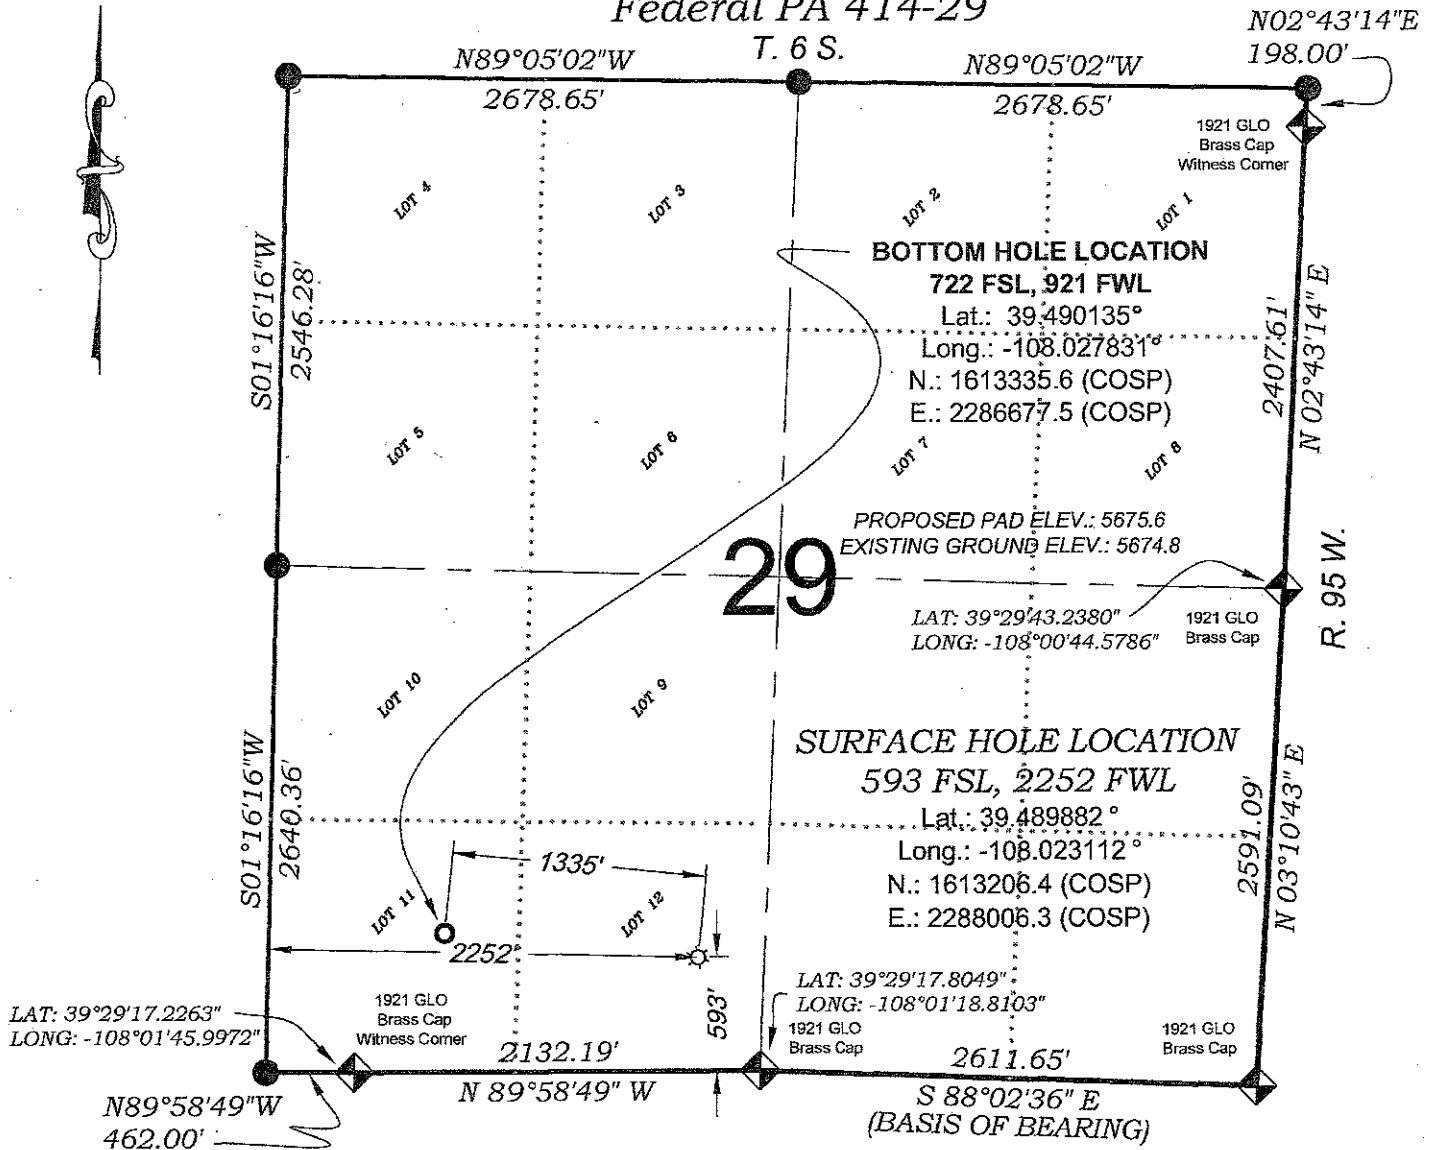 Federal PA 414-29
T. 6 S.
N02°43'14"E
198.00'
N89°05'02"W
2678.65'
N89°05'02"W
2678.65'
1921 GLO
Brass Cap
Witness Corner
LOT 4
LOT 3
LOT 2
LOT 1
BOTTOM HOLE LOCATION
722 FSL, 921 FWL
Lat.: 39.490135°
Long.: -108.027831°
N.: 1613335.6 (COSP)
E.: 2286677.5 (COSP)
S01°16'16"W
2546.28'
2407.61'
N 02°43'14" E
LOT 5
LOT 6
LOT 7
LOT 8
PROPOSED PAD ELEV.: 5675.6
EXISTING GROUND ELEV.: 5674.8
29
R. 95 W.
LAT: 39°29'43.2380"
LONG: -108°00'44.5786"
1921 GLO
Brass Cap
LOT 10
LOT 9
SURFACE HOLE LOCATION
593 FSL, 2252 FWL
Lat.: 39.489882°
Long.: -108.023112°
N.: 1613206.4 (COSP)
E.: 2288006.3 (COSP)
S01°16'16"W
2640.36'
2591.09'
N 03°10'43" E
1335'
LOT 11
LOT 12
2252'
593'
LAT: 39°29'17.2263"
LONG: -108°01'45.9972"
1921 GLO
Brass Cap
Witness Corner
LAT: 39°29'17.8049"
LONG: -108°01'18.8103"
1921 GLO
Brass Cap
1921 GLO
Brass Cap
2132.19'
N 89°58'49" W
2611.65'
S 88°02'36" E
(BASIS OF BEARING)
N89°58'49"W
462.00'